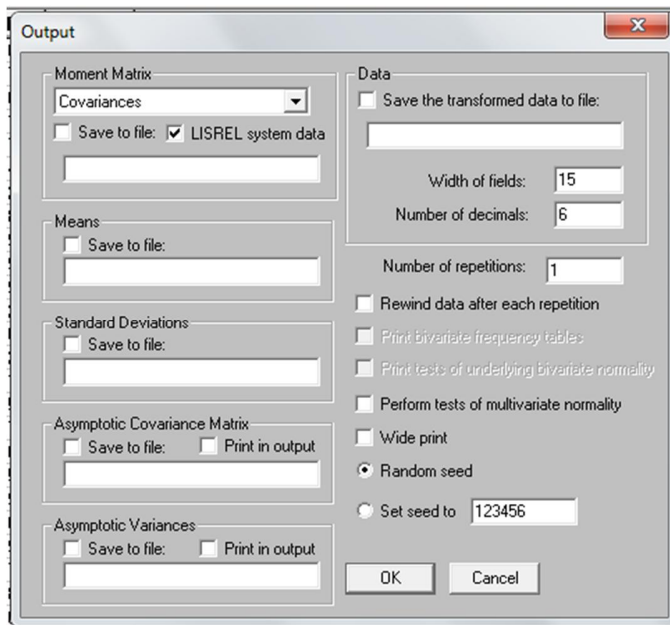 Output
Moment Matrix
Covariances
Save to file: LISREL system data
Means
Save to file:
Standard Deviations
Save to file:
Asymptotic Covariance Matrix
Save to file: Print in output
Asymptotic Variances
Save to file: Print in output
Data
Save the transformed data to file:
Width of fields: 15
Number of decimals: 6
Number of repetitions: 1
Rewind data after each repetition
Print bivariate frequency tables
Print tests of underlying bivariate normality
Perform tests of multivariate normality
Wide print
Random seed
Set seed to 123456
OK Cancel